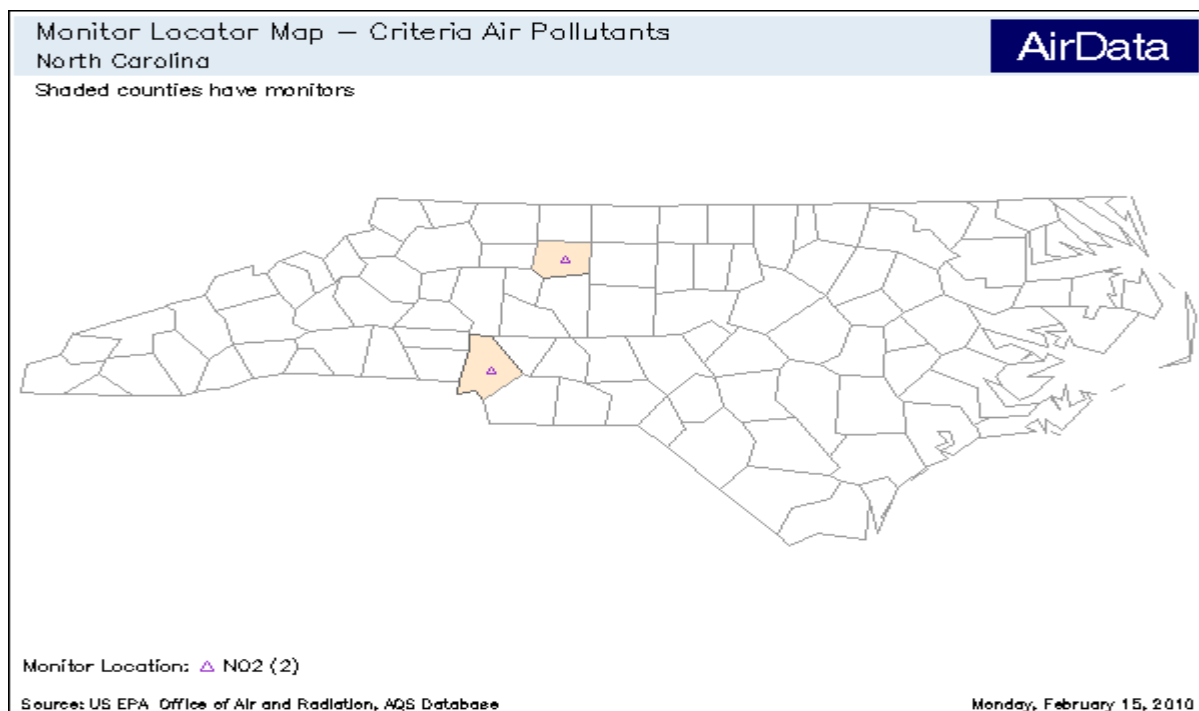 Monitor Locator Map – Criteria Air Pollutants
North Carolina
AirData
Shaded counties have monitors
Monitor Location: △ NO2 (2)
Source: US EPA Office of Air and Radiation, AQS Database
Monday, February 15, 2010